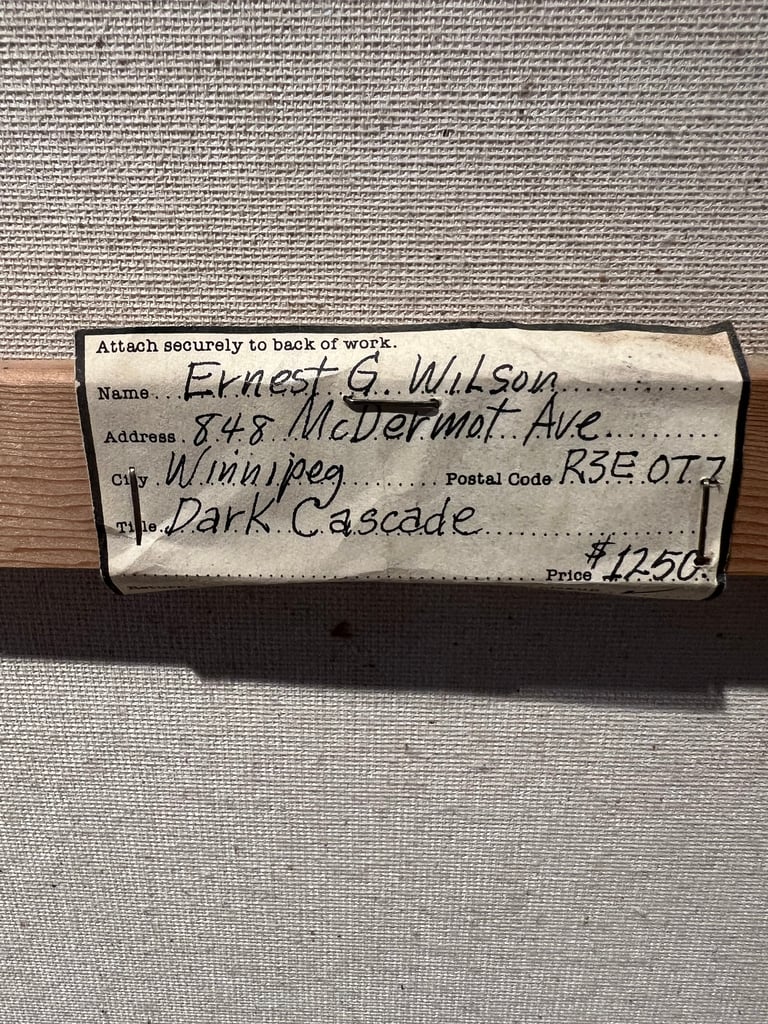 Attach securely to back of work.
Name Ernest G. Wilson
Address 848 McDermot Ave
City Winnipeg Postal Code R3E 0T7
Title Dark Cascade
Price $1250.